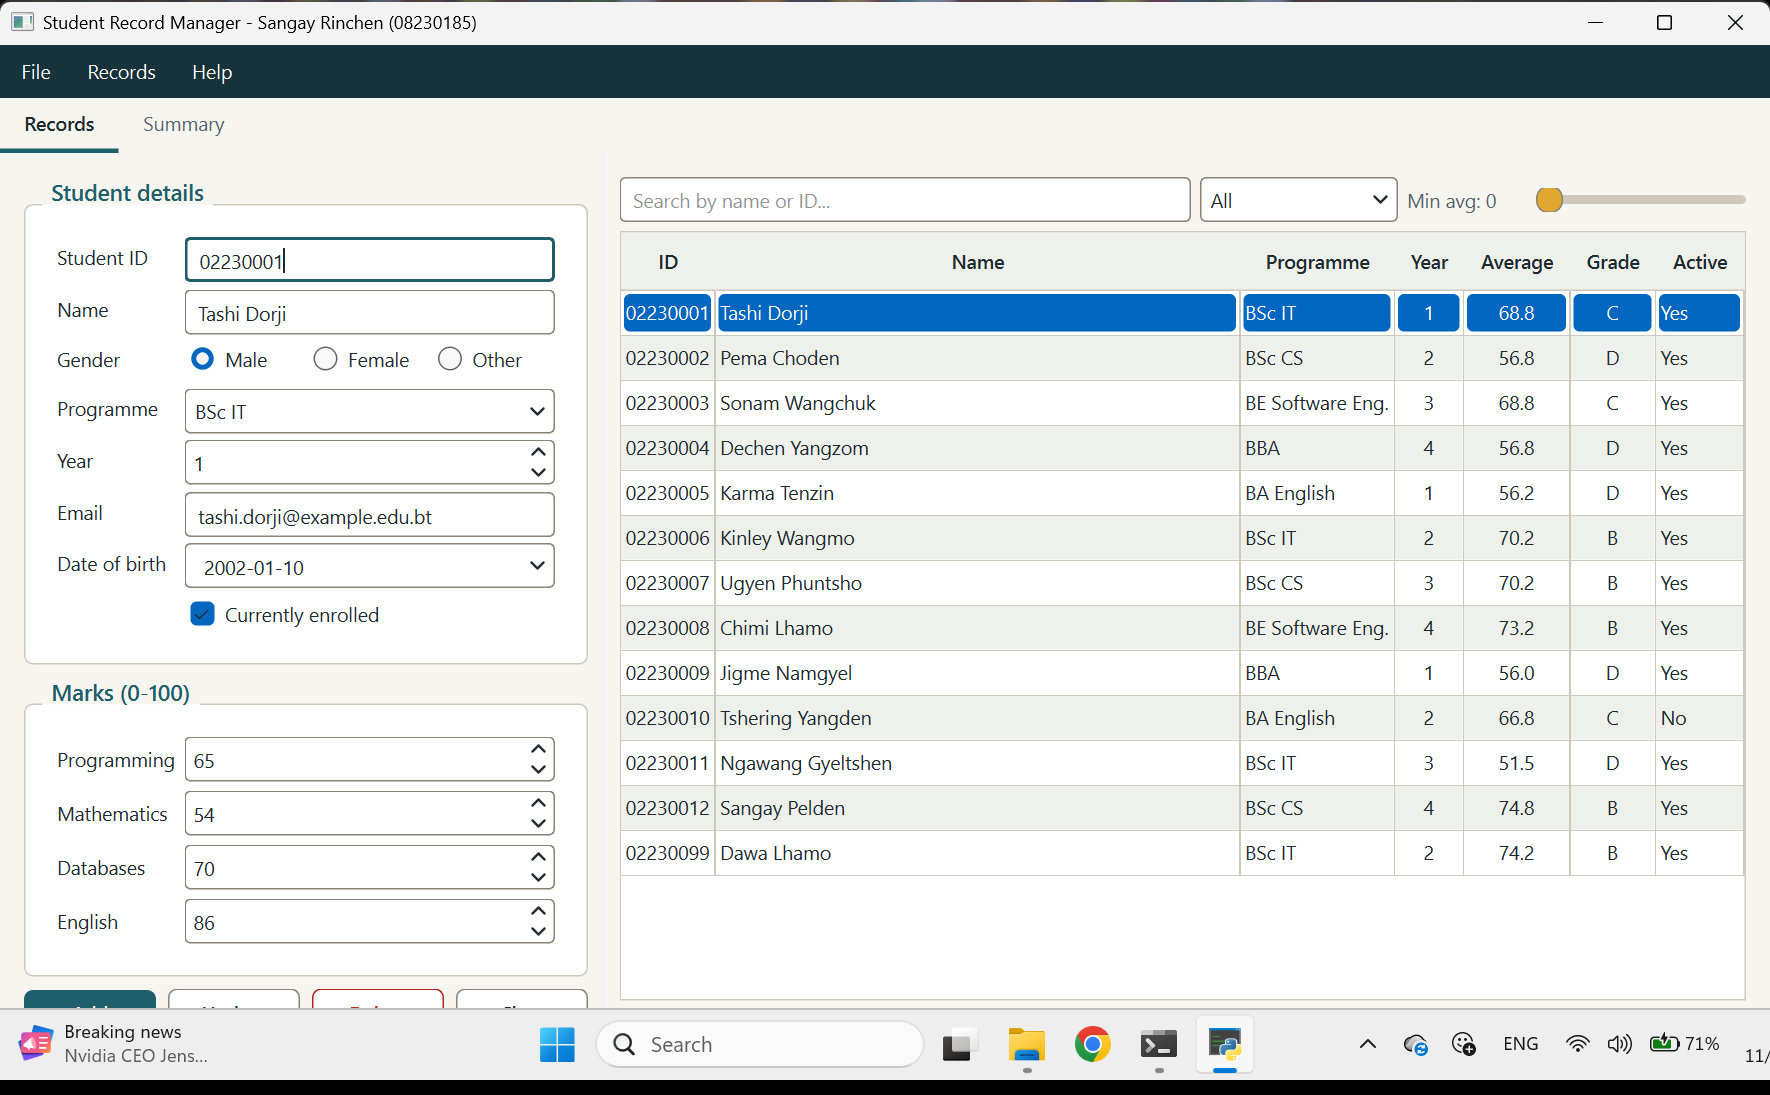 Student Record Manager - Sangay Rinchen (08230185)
File Records Help
Records Summary
Student details
Student ID 02230001
Name Tashi Dorji
Gender Male Female Other
Programme BSc IT
Year 1
Email tashi.dorji@example.edu.bt
Date of birth 2002-01-10
Currently enrolled
Marks (0-100)
Programming 65
Mathematics 54
Databases 70
English 86
Search by name or ID... All Min avg: 0
ID Name Programme Year Average Grade Active
02230001 Tashi Dorji BSc IT 1 68.8 C Yes
02230002 Pema Choden BSc CS 2 56.8 D Yes
02230003 Sonam Wangchuk BE Software Eng. 3 68.8 C Yes
02230004 Dechen Yangzom BBA 4 56.8 D Yes
02230005 Karma Tenzin BA English 1 56.2 D Yes
02230006 Kinley Wangmo BSc IT 2 70.2 B Yes
02230007 Ugyen Phuntsho BSc CS 3 70.2 B Yes
02230008 Chimi Lhamo BE Software Eng. 4 73.2 B Yes
02230009 Jigme Namgyel BBA 1 56.0 D Yes
02230010 Tshering Yangden BA English 2 66.8 C No
02230011 Ngawang Gyeltshen BSc IT 3 51.5 D Yes
02230012 Sangay Pelden BSc CS 4 74.8 B Yes
02230099 Dawa Lhamo BSc IT 2 74.2 B Yes
Breaking news
Nvidia CEO Jens...
Search
ENG
71%
11/